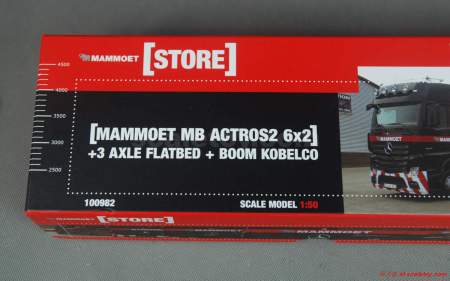 MAMMOET [STORE]
4500
4000
3500
3000
2500
[MAMMOET MB ACTROS2 6x2]
+3 AXLE FLATBED + BOOM KOBELCO
MAMMOET
100982
SCALE MODEL 1:50
[STORE]